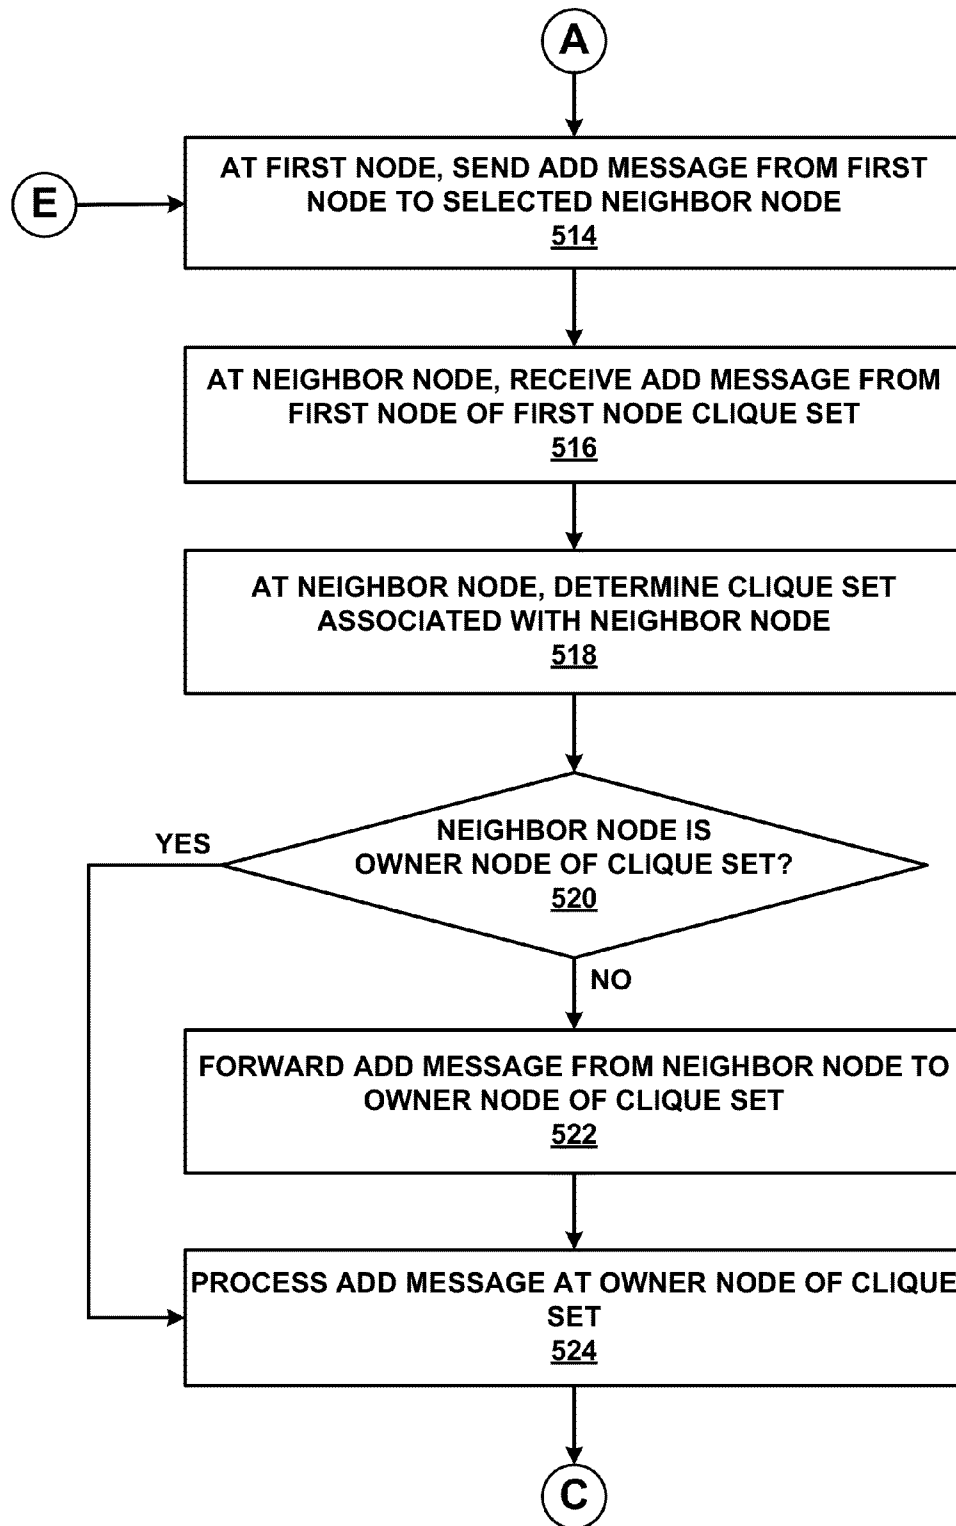 A
AT FIRST NODE, SEND ADD MESSAGE FROM FIRST
NODE TO SELECTED NEIGHBOR NODE
514
E
AT NEIGHBOR NODE, RECEIVE ADD MESSAGE FROM
FIRST NODE OF FIRST NODE CLIQUE SET
516
AT NEIGHBOR NODE, DETERMINE CLIQUE SET
ASSOCIATED WITH NEIGHBOR NODE
518
YES
NEIGHBOR NODE IS
OWNER NODE OF CLIQUE SET?
520
NO
FORWARD ADD MESSAGE FROM NEIGHBOR NODE TO
OWNER NODE OF CLIQUE SET
522
PROCESS ADD MESSAGE AT OWNER NODE OF CLIQUE
SET
524
C